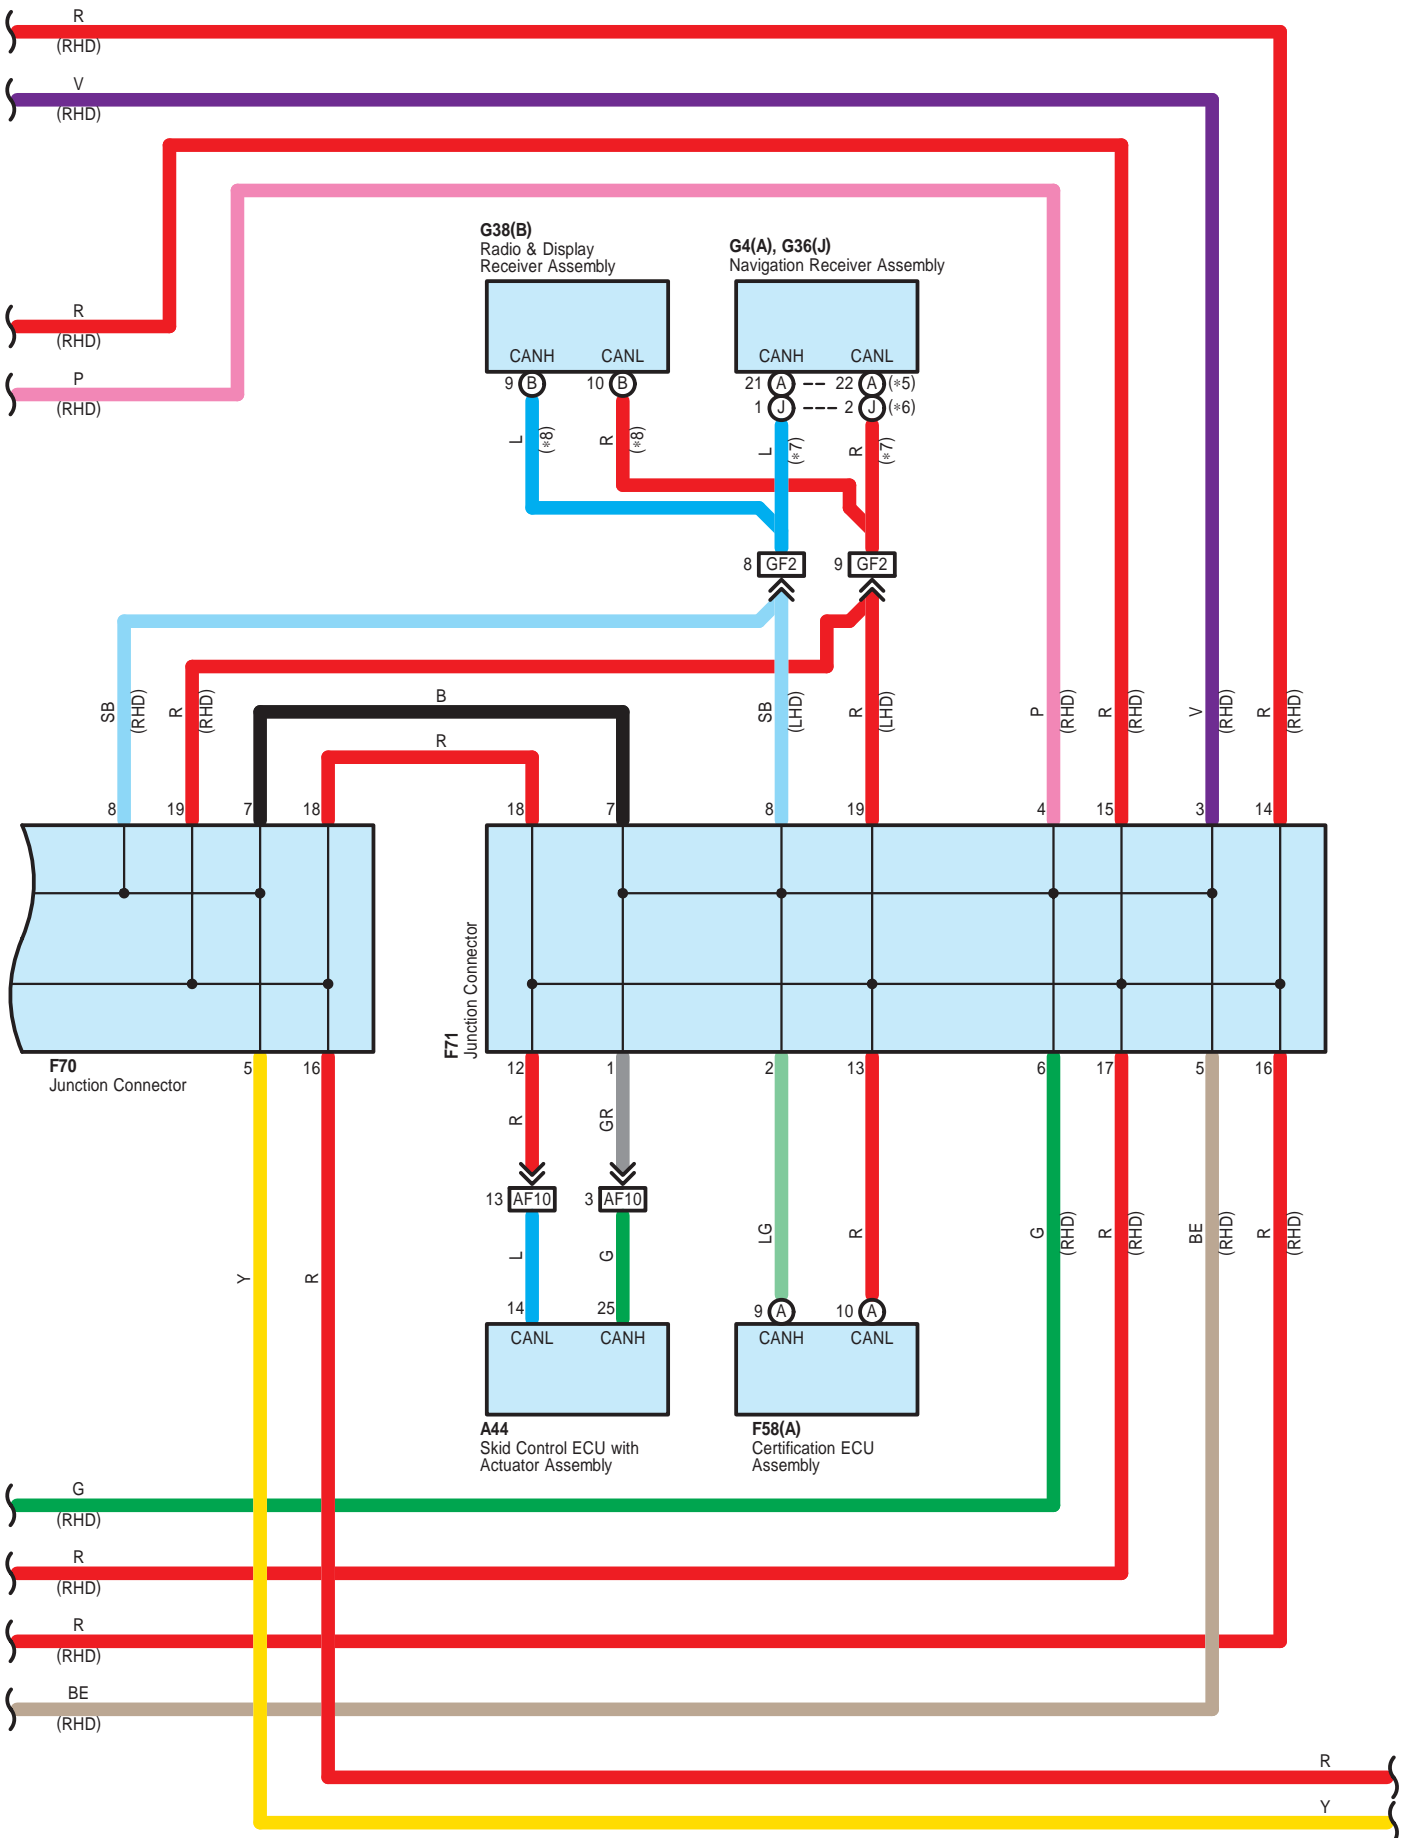 R
(RHD)
V
(RHD)
G38(B)
Radio & Display
Receiver Assembly
G4(A), G36(J)
Navigation Receiver Assembly
R
(RHD)
P
(RHD)
CANH
CANL
CANH
CANL
9 B
10 B
21 A -- 22 A (*5)
1 J --- 2 J (*6)
L
(*8)
R
(*8)
L
(*7)
R
(*7)
8 GF2
9 GF2
SB
(RHD)
R
(RHD)
B
R
SB
(LHD)
R
(LHD)
P
(RHD)
R
(RHD)
V
(RHD)
R
(RHD)
8 19 7 18 18 7 8 19 4 15 3 14
F71
Junction Connector
F70
Junction Connector
5 16 12 1 2 13 6 17 5 16
R
GR
13 AF10
3 AF10
Y
R
L
G
LG
R
G
(RHD)
R
(RHD)
BE
(RHD)
R
(RHD)
14
25
9 A
10 A
CANL
CANH
CANH
CANL
A44
Skid Control ECU with
Actuator Assembly
F58(A)
Certification ECU
Assembly
G
(RHD)
R
(RHD)
R
(RHD)
BE
(RHD)
R
Y